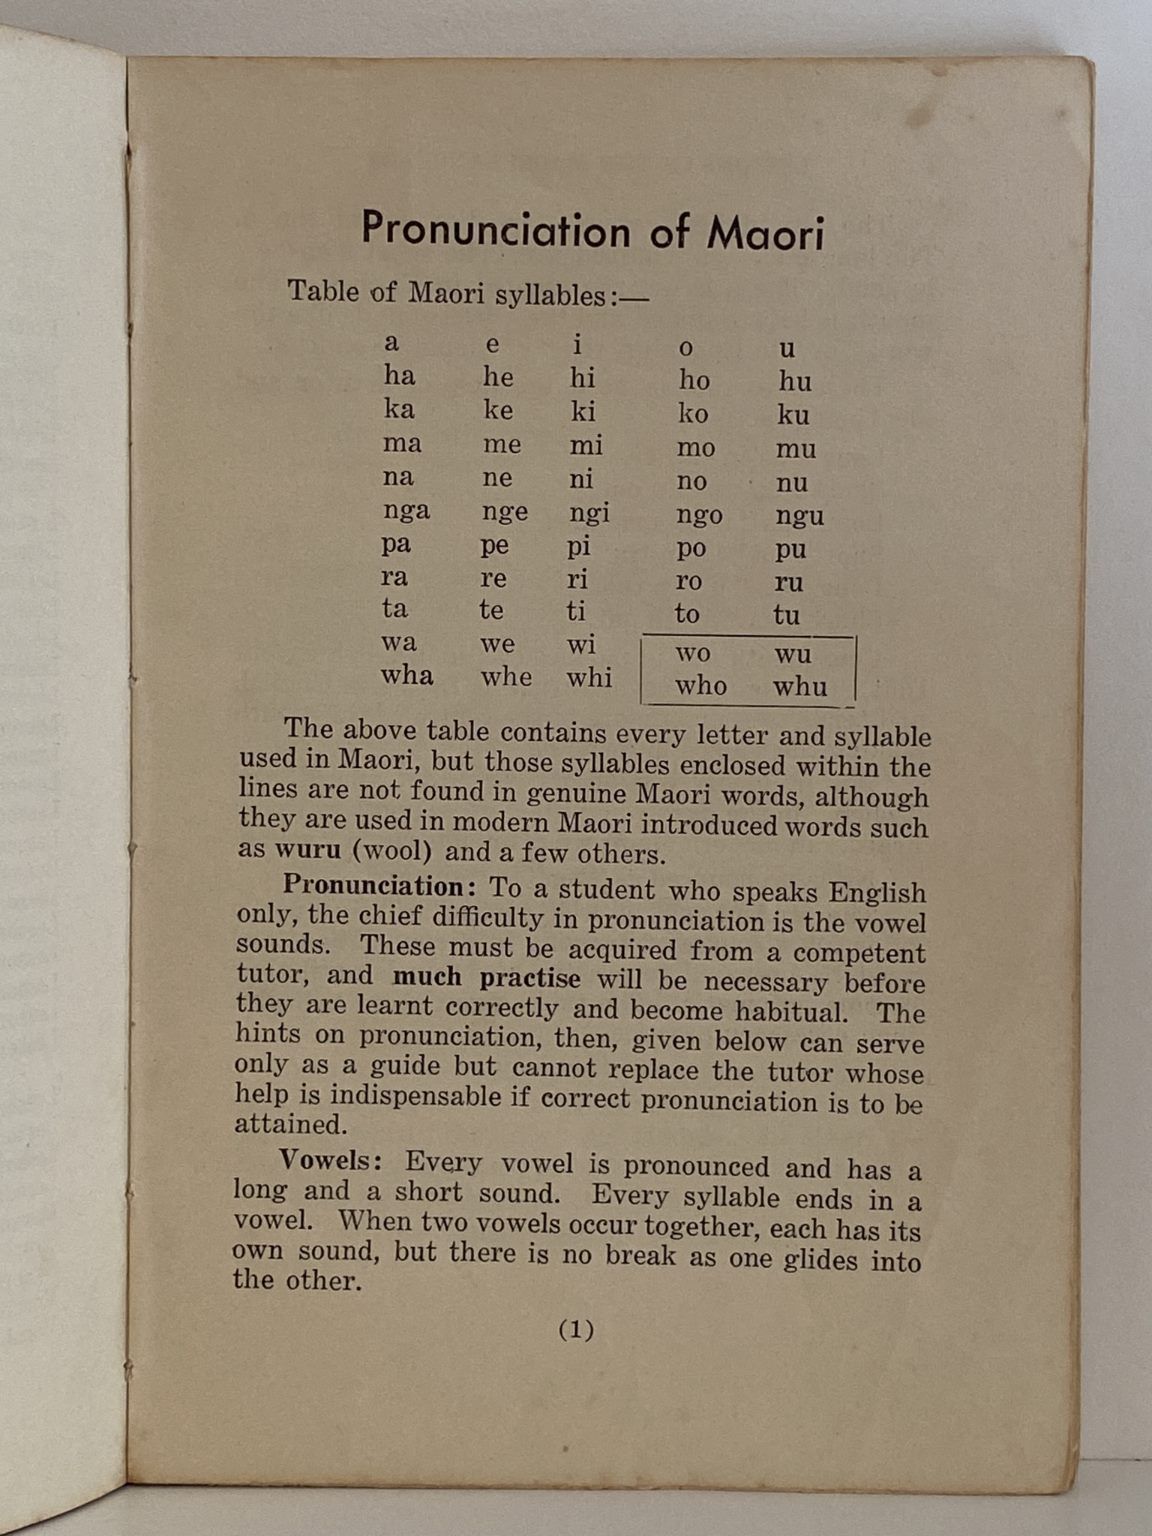 Pronunciation of Maori
Table of Maori syllables:—
a e i o u
ha he hi ho hu
ka ke ki ko ku
ma me mi mo mu
na ne ni no nu
nga nge ngi ngo ngu
pa pe pi po pu
ra re ri ro ru
ta te ti to tu
wa we wi wo wu
wha whe whi who whu
The above table contains every letter and syllable
used in Maori, but those syllables enclosed within the
lines are not found in genuine Maori words, although
they are used in modern Maori introduced words such
as wuru (wool) and a few others.
Pronunciation: To a student who speaks English
only, the chief difficulty in pronunciation is the vowel
sounds. These must be acquired from a competent
tutor, and much practise will be necessary before
they are learnt correctly and become habitual. The
hints on pronunciation, then, given below can serve
only as a guide but cannot replace the tutor whose
help is indispensable if correct pronunciation is to be
attained.
Vowels: Every vowel is pronounced and has a
long and a short sound. Every syllable ends in a
vowel. When two vowels occur together, each has its
own sound, but there is no break as one glides into
the other.
(1)